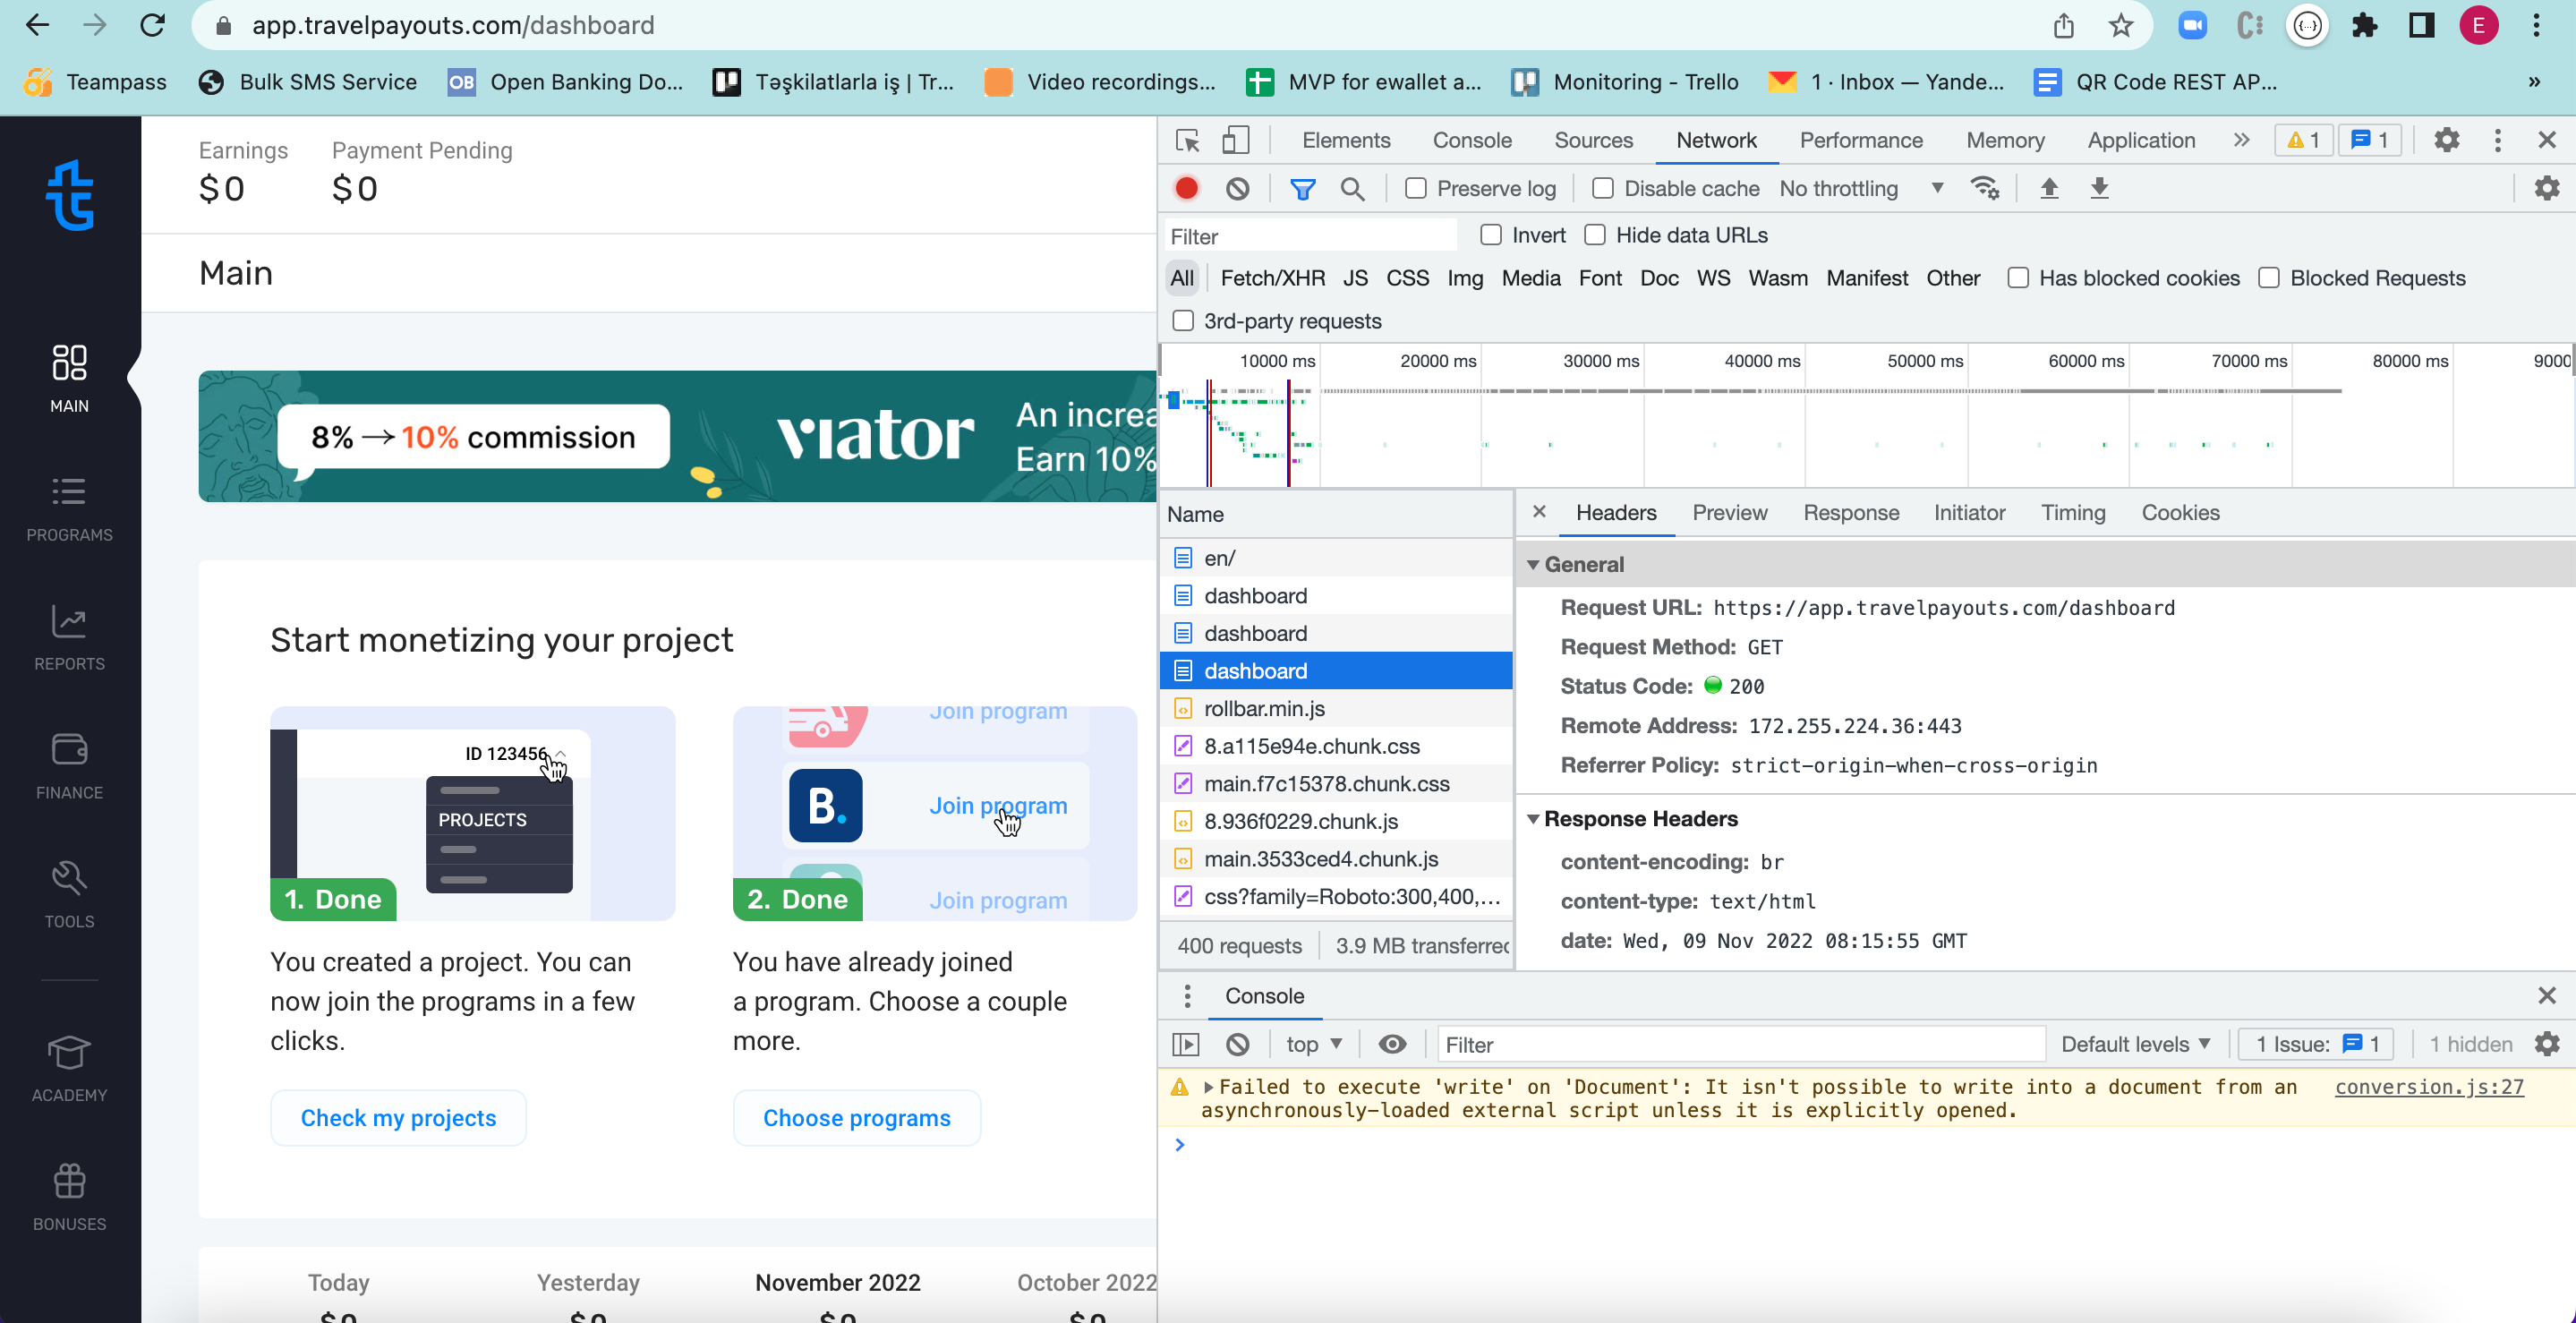 app.travelpayouts.com/dashboard
E
Teampass
Bulk SMS Service
OB Open Banking Do...
Təşkilatlarla iş | Tr...
Video recordings...
MVP for ewallet a...
Monitoring - Trello
1 · Inbox — Yande...
QR Code REST AP...
»
Earnings
$0
Payment Pending
$0
Main
MAIN
PROGRAMS
REPORTS
FINANCE
TOOLS
ACADEMY
BONUSES
8% → 10% commission
viator
An increa
Earn 10%
Start monetizing your project
ID 123456
PROJECTS
1. Done
Join program
B.
Join program
Join program
2. Done
You created a project. You can
now join the programs in a few
clicks.
Check my projects
You have already joined
a program. Choose a couple
more.
Choose programs
Today
$0
Yesterday
$0
November 2022
$0
October 2022
$0
Elements Console Sources Network Performance Memory Application » 1 1
Preserve log Disable cache No throttling
Filter Invert Hide data URLs
All Fetch/XHR JS CSS Img Media Font Doc WS Wasm Manifest Other Has blocked cookies Blocked Requests
3rd-party requests
10000 ms 20000 ms 30000 ms 40000 ms 50000 ms 60000 ms 70000 ms 80000 ms 9000
Name
en/
dashboard
dashboard
dashboard
rollbar.min.js
8.a115e94e.chunk.css
main.f7c15378.chunk.css
8.936f0229.chunk.js
main.3533ced4.chunk.js
css?family=Roboto:300,400,...
400 requests 3.9 MB transferred
Headers Preview Response Initiator Timing Cookies
General
Request URL: https://app.travelpayouts.com/dashboard
Request Method: GET
Status Code: 200
Remote Address: 172.255.224.36:443
Referrer Policy: strict-origin-when-cross-origin
Response Headers
content-encoding: br
content-type: text/html
date: Wed, 09 Nov 2022 08:15:55 GMT
Console
top Filter Default levels 1 Issue: 1 1 hidden
Failed to execute 'write' on 'Document': It isn't possible to write into a document from an conversion.js:27
asynchronously-loaded external script unless it is explicitly opened.